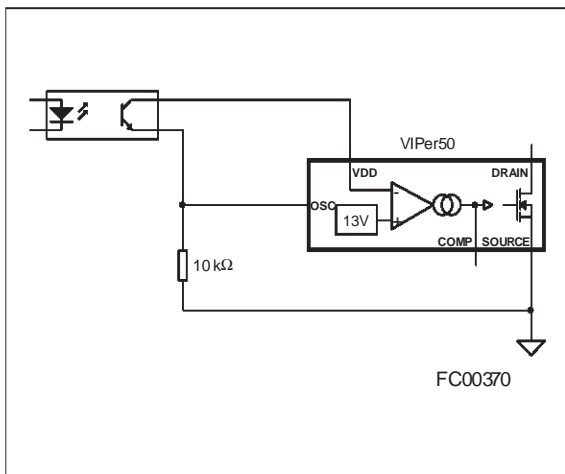 VIPer50
VDD
DRAIN
OSC
-
13V
+
COMP
SOURCE
10 kΩ
FC00370